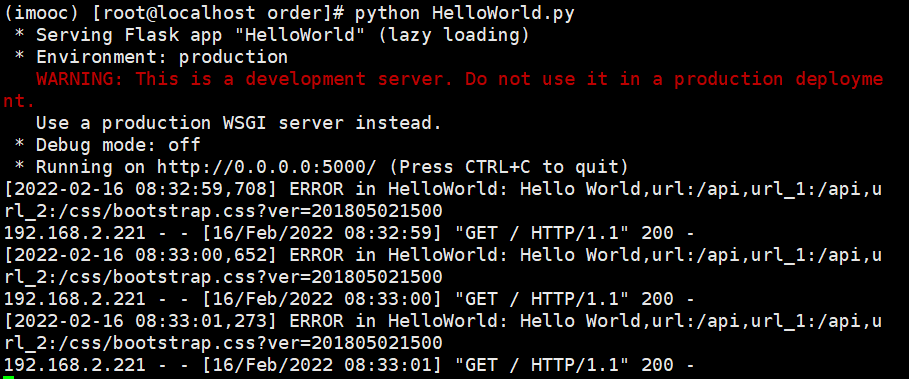 (imooc) [root@localhost order]# python HelloWorld.py
 * Serving Flask app "HelloWorld" (lazy loading)
 * Environment: production
   WARNING: This is a development server. Do not use it in a production deployme
nt.
   Use a production WSGI server instead.
 * Debug mode: off
 * Running on http://0.0.0.0:5000/ (Press CTRL+C to quit)
[2022-02-16 08:32:59,708] ERROR in HelloWorld: Hello World,url:/api,url_1:/api,u
rl_2:/css/bootstrap.css?ver=201805021500
192.168.2.221 - - [16/Feb/2022 08:32:59] "GET / HTTP/1.1" 200 -
[2022-02-16 08:33:00,652] ERROR in HelloWorld: Hello World,url:/api,url_1:/api,u
rl_2:/css/bootstrap.css?ver=201805021500
192.168.2.221 - - [16/Feb/2022 08:33:00] "GET / HTTP/1.1" 200 -
[2022-02-16 08:33:01,273] ERROR in HelloWorld: Hello World,url:/api,url_1:/api,u
rl_2:/css/bootstrap.css?ver=201805021500
192.168.2.221 - - [16/Feb/2022 08:33:01] "GET / HTTP/1.1" 200 -